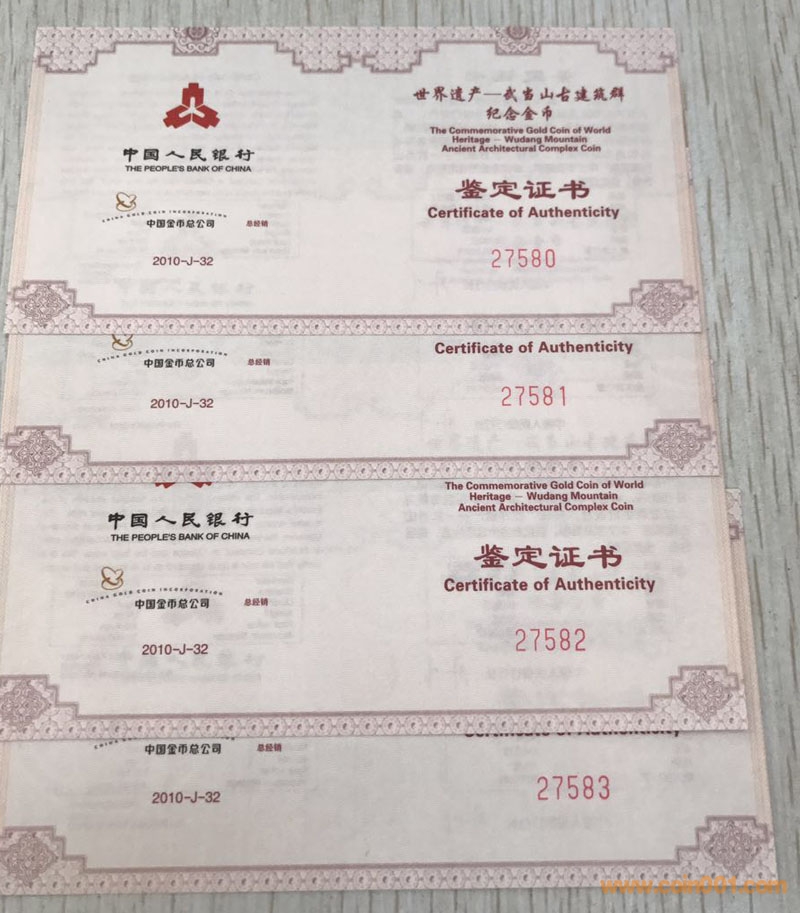 世界遗产—武当山古建筑群
纪念金币
The Commemorative Gold Coin of World
Heritage — Wudang Mountain
Ancient Architectural Complex Coin
中国人民银行
THE PEOPLE'S BANK OF CHINA
鉴定证书
Certificate of Authenticity
CHINA GOLD COIN INCORPORATION
中国金币总公司 总经销
2010-J-32
27580
Certificate of Authenticity
CHINA GOLD COIN INCORPORATION
中国金币总公司 总经销
2010-J-32
27581
The Commemorative Gold Coin of World
Heritage — Wudang Mountain
Ancient Architectural Complex Coin
中国人民银行
THE PEOPLE'S BANK OF CHINA
鉴定证书
Certificate of Authenticity
CHINA GOLD COIN INCORPORATION
中国金币总公司 总经销
2010-J-32
27582
Certificate of Authenticity
中国金币总公司 总经销
2010-J-32
27583
www.coin001.com